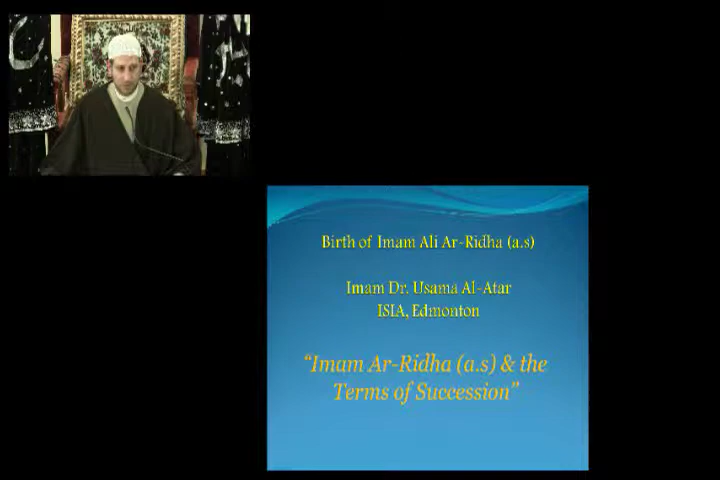 Birth of Imam Ali Ar-Ridha (a.s)
Imam Dr. Usama Al-Atar
ISIA, Edmonton
“Imam Ar-Ridha (a.s) & the
Terms of Succession”